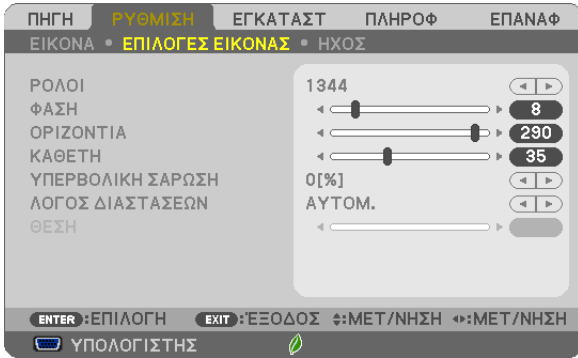 ΠΗΓΗ ΡΥΘΜΙΣΗ ΕΓΚΑΤΑΣΤ ΠΛΗΡΟΦ ΕΠΑΝΑΦ
ΕΙΚΟΝΑ • ΕΠΙΛΟΓΕΣ ΕΙΚΟΝΑΣ • ΗΧΟΣ
ΡΟΛΟΙ 1344
ΦΑΣΗ 8
ΟΡΙΖΟΝΤΙΑ 290
ΚΑΘΕΤΗ 35
ΥΠΕΡΒΟΛΙΚΗ ΣΑΡΩΣΗ 0[%]
ΛΟΓΟΣ ΔΙΑΣΤΑΣΕΩΝ ΑΥΤΟΜ.
ΘΕΣΗ
ENTER :ΕΠΙΛΟΓΗ EXIT :ΈΞΟΔΟΣ :ΜΕΤ/ΝΗΣΗ :ΜΕΤ/ΝΗΣΗ
ΥΠΟΛΟΓΙΣΤΗΣ